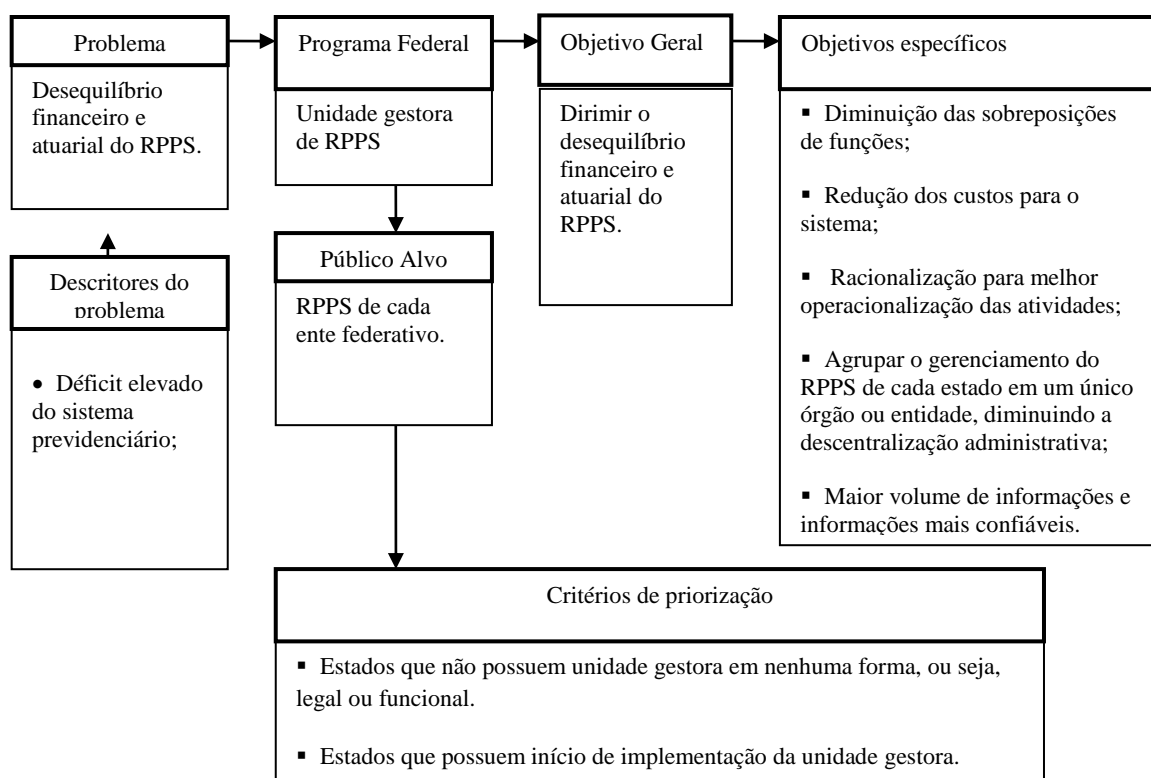 Problema
Desequilíbrio
financeiro e
atuarial do RPPS.
Descritores do
problema
• Déficit elevado
do sistema
previdenciário;
Programa Federal
Unidade gestora
de RPPS
Público Alvo
RPPS de cada
ente federativo.
Objetivo Geral
Dirimir o
desequilíbrio
financeiro e
atuarial do
RPPS.
Objetivos específicos
▪ Diminuição das sobreposições
de funções;
▪ Redução dos custos para o
sistema;
▪ Racionalização para melhor
operacionalização das atividades;
▪ Agrupar o gerenciamento do
RPPS de cada estado em um único
órgão ou entidade, diminuindo a
descentralização administrativa;
▪ Maior volume de informações e
informações mais confiáveis.
Critérios de priorização
▪ Estados que não possuem unidade gestora em nenhuma forma, ou seja,
legal ou funcional.
▪ Estados que possuem início de implementação da unidade gestora.